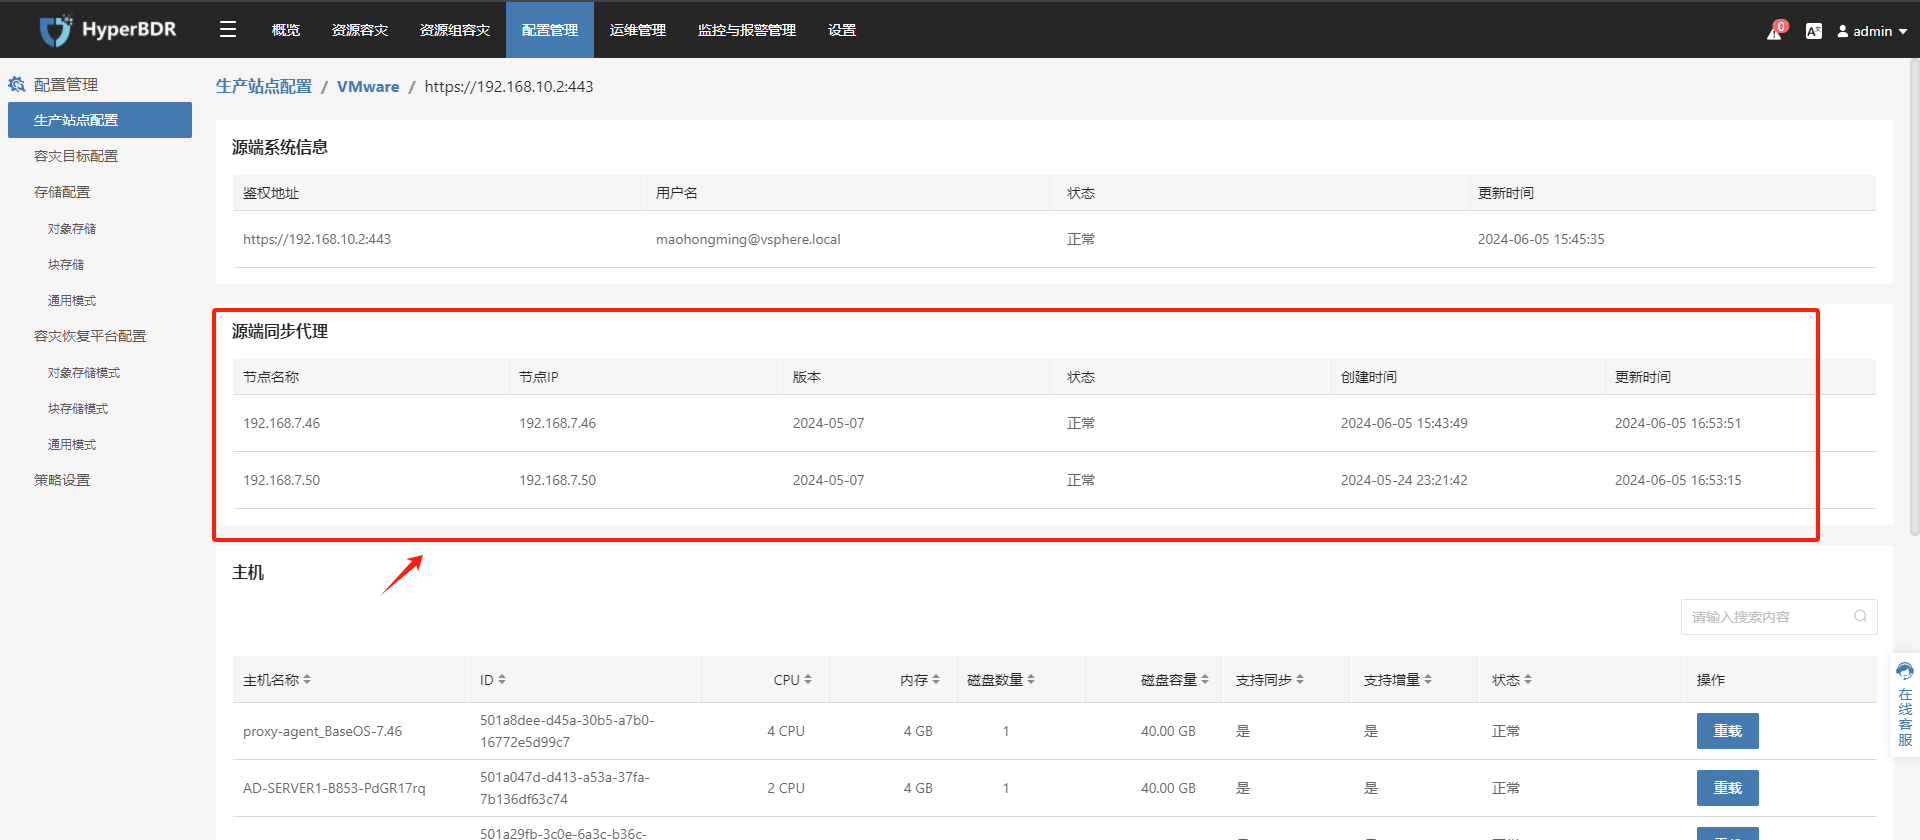 HyperBDR
概览
资源容灾
资源组容灾
配置管理
运维管理
监控与报警管理
设置
0
admin
配置管理
生产站点配置
容灾目标配置
存储配置
对象存储
块存储
通用模式
容灾恢复平台配置
对象存储模式
块存储模式
通用模式
策略设置
生产站点配置 / VMware / https://192.168.10.2:443
源端系统信息
鉴权地址 用户名 状态 更新时间
https://192.168.10.2:443 maohongming@vsphere.local 正常 2024-06-05 15:45:35
源端同步代理
节点名称 节点IP 版本 状态 创建时间 更新时间
192.168.7.46 192.168.7.46 2024-05-07 正常 2024-06-05 15:43:49 2024-06-05 16:53:51
192.168.7.50 192.168.7.50 2024-05-07 正常 2024-05-24 23:21:42 2024-06-05 16:53:15
主机
请输入搜索内容
主机名称 ID CPU 内存 磁盘数量 磁盘容量 支持同步 支持增量 状态 操作
proxy-agent_BaseOS-7.46 501a8dee-d45a-30b5-a7b0-16772e5d99c7 4 CPU 4 GB 1 40.00 GB 是 是 正常 重载
AD-SERVER1-B853-PdGR17rq 501a047d-d413-a53a-37fa-7b136df63c74 2 CPU 4 GB 1 40.00 GB 是 是 正常 重载
501a29fb-3c0e-6a3c-b36c-
在线客服